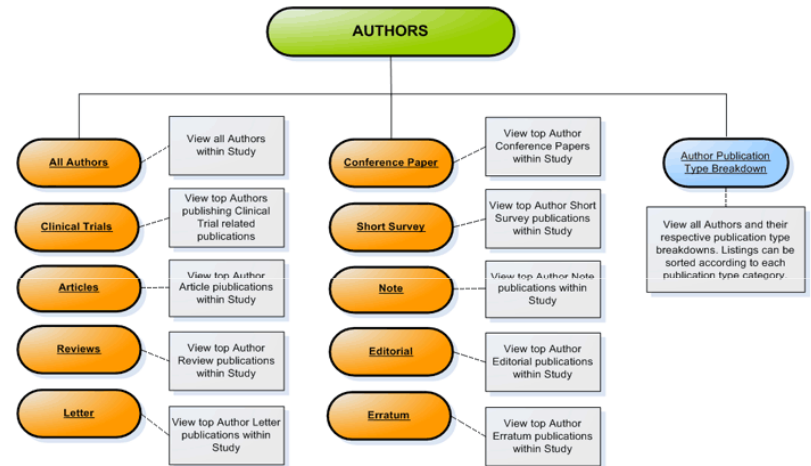 AUTHORS
All Authors
View all Authors
within Study
Clinical Trials
View top Authors
publishing Clinical
Trial related
publications
Articles
View top Author
Article piublications
within Study
Reviews
View top Author
Review publications
within Study
Letter
View top Author Letter
publications within
Study
Conference Paper
View top Author
Conference Papers
within Study
Short Survey
View top Author Short
Survey publications
within Study
Note
View top Author Note
publications within
Study
Editorial
View top Author
Editorial publications
within Study
Erratum
View top Author
Erratum publications
within Study
Author Publication
Type Breakdown
View all Authors and their
respective publication type
breakdowns. Listings can be
sorted according to each
publication type category.